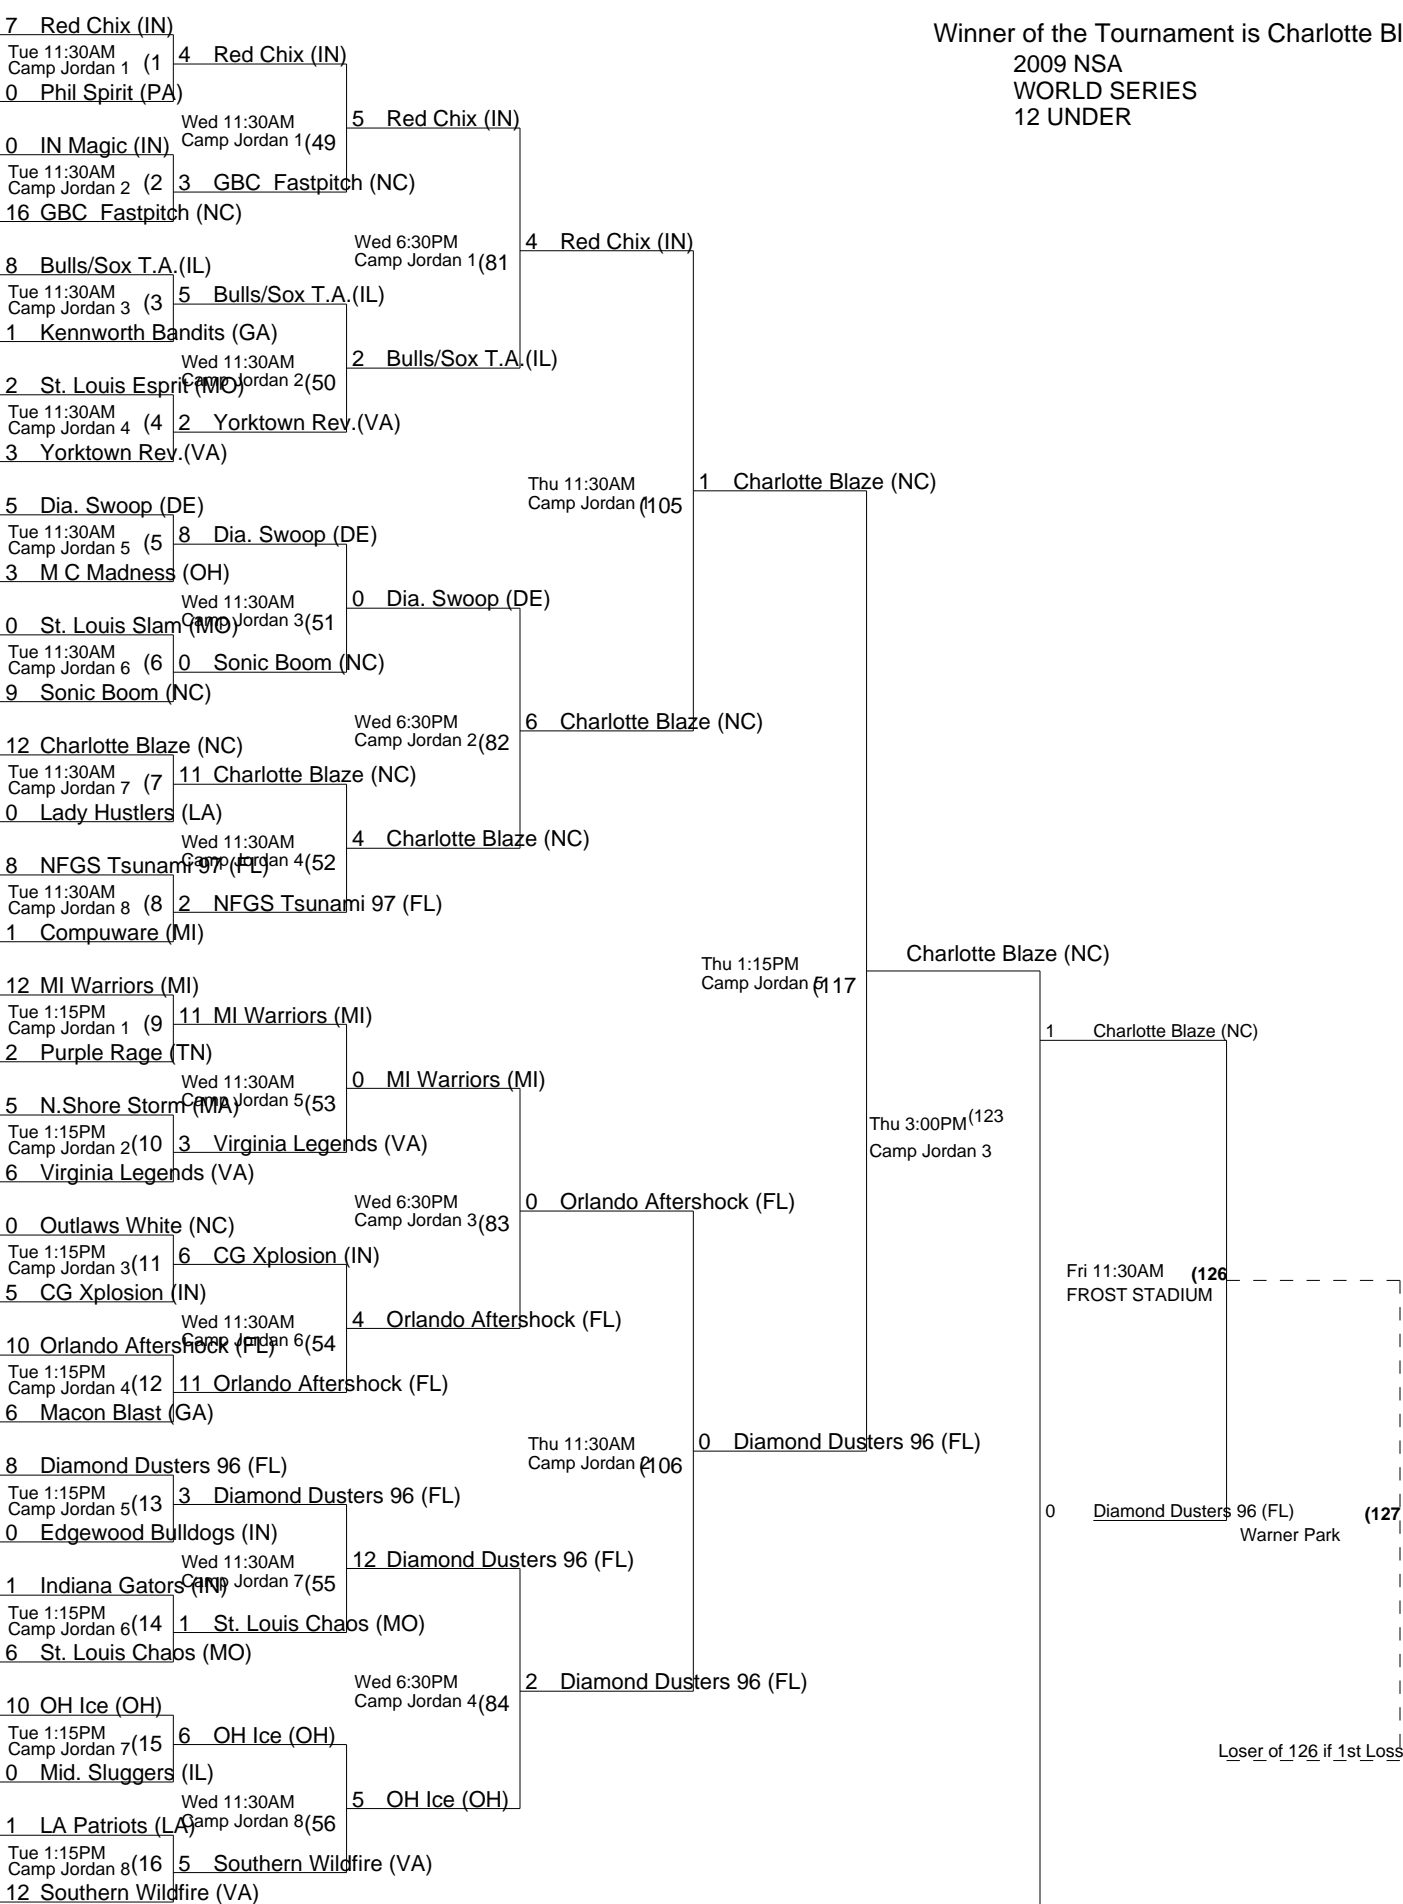 Winner of the Tournament is Charlotte Bl
2009 NSA
WORLD SERIES
12 UNDER
7 Red Chix (IN)
Tue 11:30AM
Camp Jordan 1 (1
0 Phil Spirit (PA)
0 IN Magic (IN)
Tue 11:30AM
Camp Jordan 2 (2
16 GBC Fastpitch (NC)
8 Bulls/Sox T.A.(IL)
Tue 11:30AM
Camp Jordan 3 (3
1 Kennworth Bandits (GA)
2 St. Louis Esprit (MO)
Tue 11:30AM
Camp Jordan 4 (4
3 Yorktown Rev.(VA)
5 Dia. Swoop (DE)
Tue 11:30AM
Camp Jordan 5 (5
3 M C Madness (OH)
0 St. Louis Slam (MO)
Tue 11:30AM
Camp Jordan 6 (6
9 Sonic Boom (NC)
12 Charlotte Blaze (NC)
Tue 11:30AM
Camp Jordan 7 (7
0 Lady Hustlers (LA)
8 NFGS Tsunami 97 (FL)
Tue 11:30AM
Camp Jordan 8 (8
1 Compuware (MI)
12 MI Warriors (MI)
Tue 1:15PM
Camp Jordan 1 (9
2 Purple Rage (TN)
5 N.Shore Storm (MA)
Tue 1:15PM
Camp Jordan 2 (10
6 Virginia Legends (VA)
0 Outlaws White (NC)
Tue 1:15PM
Camp Jordan 3 (11
5 CG Xplosion (IN)
10 Orlando Aftershock (FL)
Tue 1:15PM
Camp Jordan 4 (12
6 Macon Blast (GA)
8 Diamond Dusters 96 (FL)
Tue 1:15PM
Camp Jordan 5 (13
0 Edgewood Bulldogs (IN)
1 Indiana Gators (IN)
Tue 1:15PM
Camp Jordan 6 (14
6 St. Louis Chaos (MO)
10 OH Ice (OH)
Tue 1:15PM
Camp Jordan 7 (15
0 Mid. Sluggers (IL)
1 LA Patriots (LA)
Tue 1:15PM
Camp Jordan 8 (16
12 Southern Wildfire (VA)
4 Red Chix (IN)
Wed 11:30AM
Camp Jordan 1 (49
3 GBC Fastpitch (NC)
5 Bulls/Sox T.A.(IL)
Wed 11:30AM
Camp Jordan 2 (50
2 Yorktown Rev.(VA)
8 Dia. Swoop (DE)
Wed 11:30AM
Camp Jordan 3 (51
0 Sonic Boom (NC)
11 Charlotte Blaze (NC)
Wed 11:30AM
Camp Jordan 4 (52
2 NFGS Tsunami 97 (FL)
11 MI Warriors (MI)
Wed 11:30AM
Camp Jordan 5 (53
3 Virginia Legends (VA)
6 CG Xplosion (IN)
Wed 11:30AM
Camp Jordan 6 (54
11 Orlando Aftershock (FL)
3 Diamond Dusters 96 (FL)
Wed 11:30AM
Camp Jordan 7 (55
1 St. Louis Chaos (MO)
6 OH Ice (OH)
Wed 11:30AM
Camp Jordan 8 (56
5 Southern Wildfire (VA)
5 Red Chix (IN)
Wed 6:30PM
Camp Jordan 1 (81
2 Bulls/Sox T.A.(IL)
0 Dia. Swoop (DE)
Wed 6:30PM
Camp Jordan 2 (82
4 Charlotte Blaze (NC)
0 MI Warriors (MI)
Wed 6:30PM
Camp Jordan 3 (83
4 Orlando Aftershock (FL)
12 Diamond Dusters 96 (FL)
Wed 6:30PM
Camp Jordan 4 (84
5 OH Ice (OH)
4 Red Chix (IN)
Thu 11:30AM
Camp Jordan 1 (105
6 Charlotte Blaze (NC)
0 Orlando Aftershock (FL)
Thu 11:30AM
Camp Jordan 2 (106
2 Diamond Dusters 96 (FL)
1 Charlotte Blaze (NC)
Thu 1:15PM
Camp Jordan 5 (117
0 Diamond Dusters 96 (FL)
Charlotte Blaze (NC)
Thu 3:00PM (123
Camp Jordan 3
1 Charlotte Blaze (NC)
Fri 11:30AM (126
FROST STADIUM
0 Diamond Dusters 96 (FL) (127
Warner Park
Loser of 126 if 1st Loss